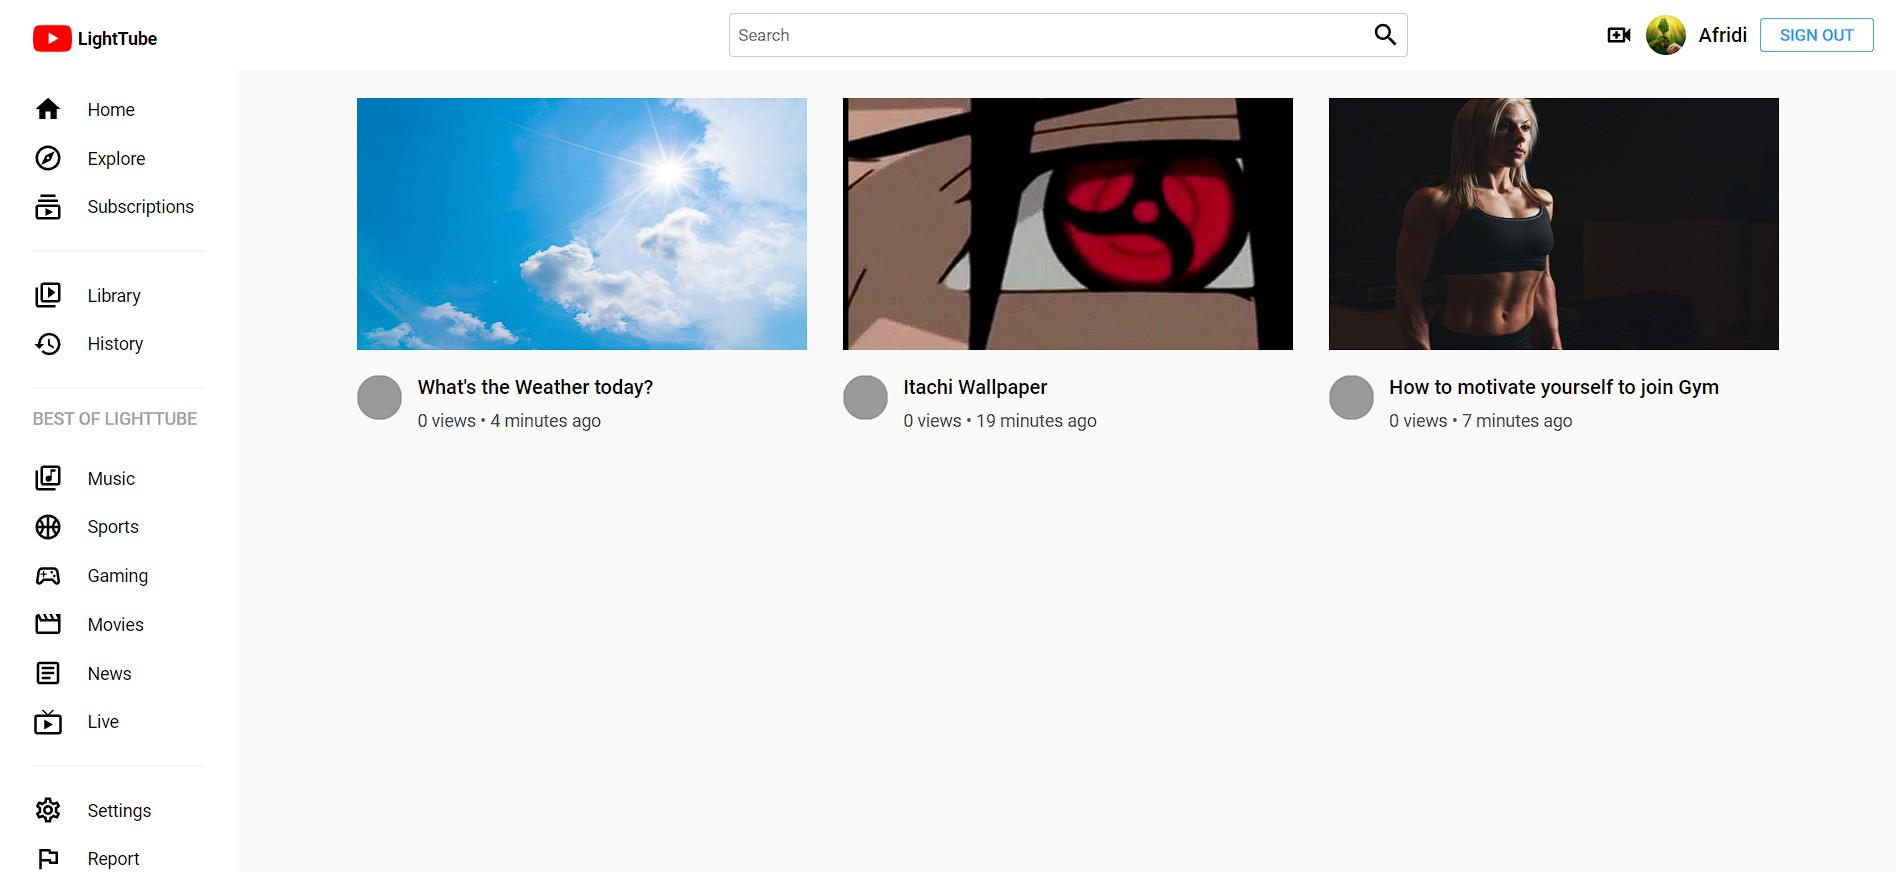 LightTube
Search
Afridi
SIGN OUT
Home
Explore
Subscriptions
Library
History
BEST OF LIGHTTUBE
Music
Sports
Gaming
Movies
News
Live
Settings
Report
What's the Weather today?
0 views • 4 minutes ago
Itachi Wallpaper
0 views • 19 minutes ago
How to motivate yourself to join Gym
0 views • 7 minutes ago